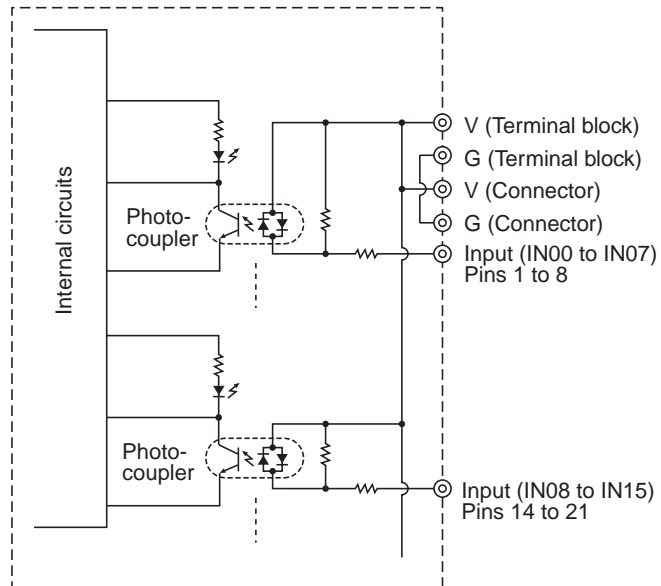 Internal circuits
Photo-
coupler
V (Terminal block)
G (Terminal block)
V (Connector)
G (Connector)
Input (IN00 to IN07)
Pins 1 to 8
Photo-
coupler
Input (IN08 to IN15)
Pins 14 to 21